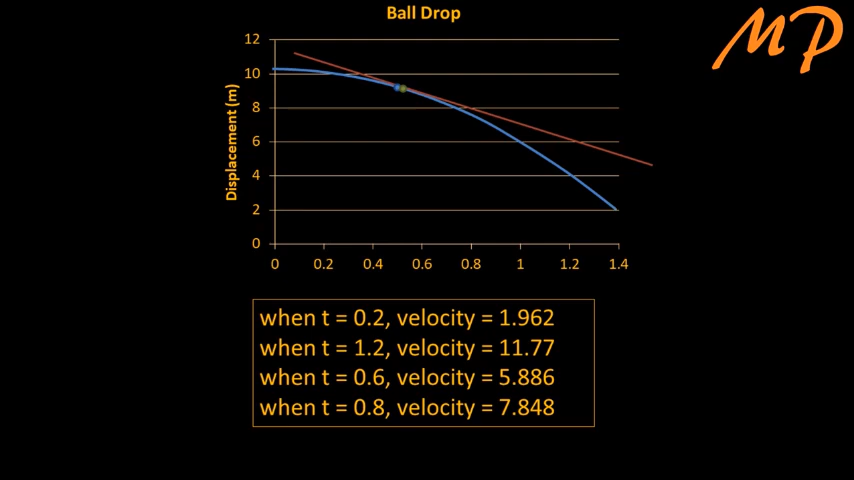 Ball Drop
MP
Displacement (m)
12
10
8
6
4
2
0
0 0.2 0.4 0.6 0.8 1 1.2 1.4
when t = 0.2, velocity = 1.962
when t = 1.2, velocity = 11.77
when t = 0.6, velocity = 5.886
when t = 0.8, velocity = 7.848